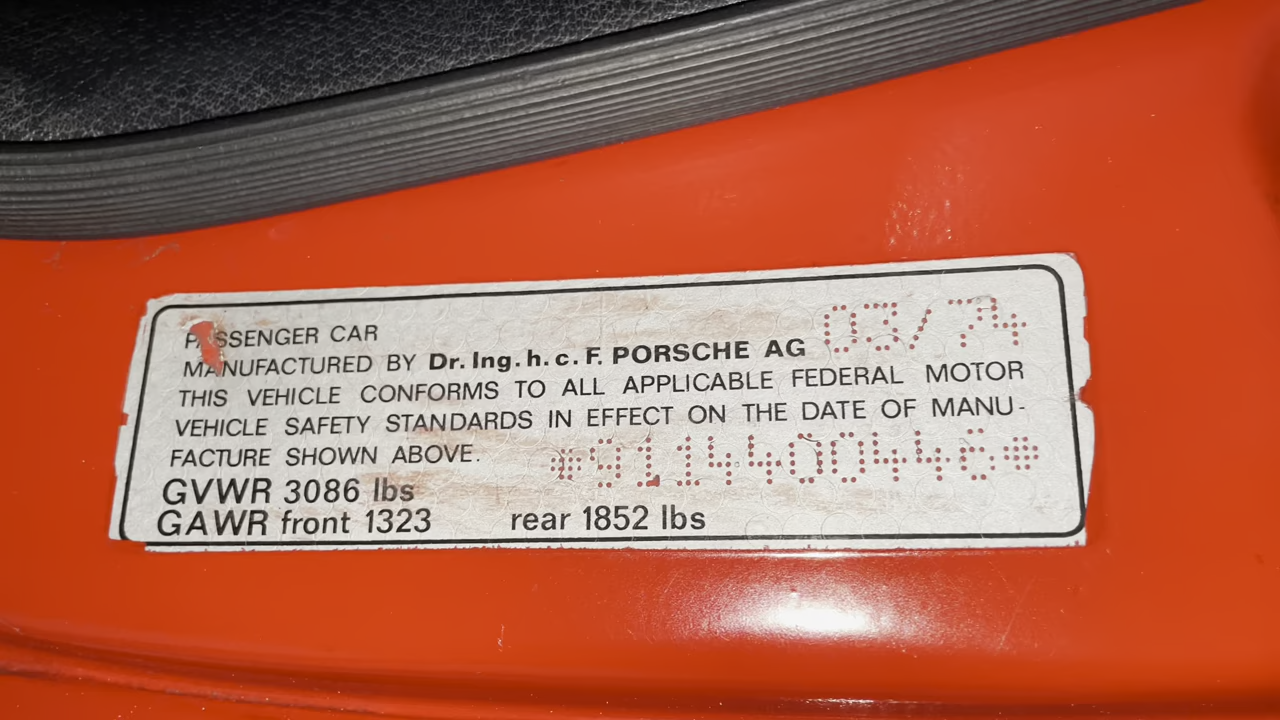 PASSENGER CAR
MANUFACTURED BY Dr. Ing. h. c. F. PORSCHE AG 03/74
THIS VEHICLE CONFORMS TO ALL APPLICABLE FEDERAL MOTOR
VEHICLE SAFETY STANDARDS IN EFFECT ON THE DATE OF MANU-
FACTURE SHOWN ABOVE. *9114400446*
GVWR 3086 lbs
GAWR front 1323 rear 1852 lbs